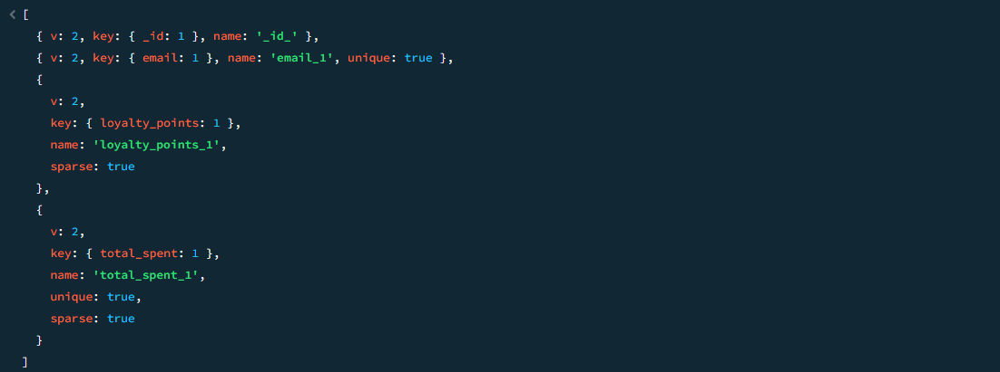 [
  { v: 2, key: { _id: 1 }, name: '_id_' },
  { v: 2, key: { email: 1 }, name: 'email_1', unique: true },
  {
    v: 2,
    key: { loyalty_points: 1 },
    name: 'loyalty_points_1',
    sparse: true
  },
  {
    v: 2,
    key: { total_spent: 1 },
    name: 'total_spent_1',
    unique: true,
    sparse: true
  }
]